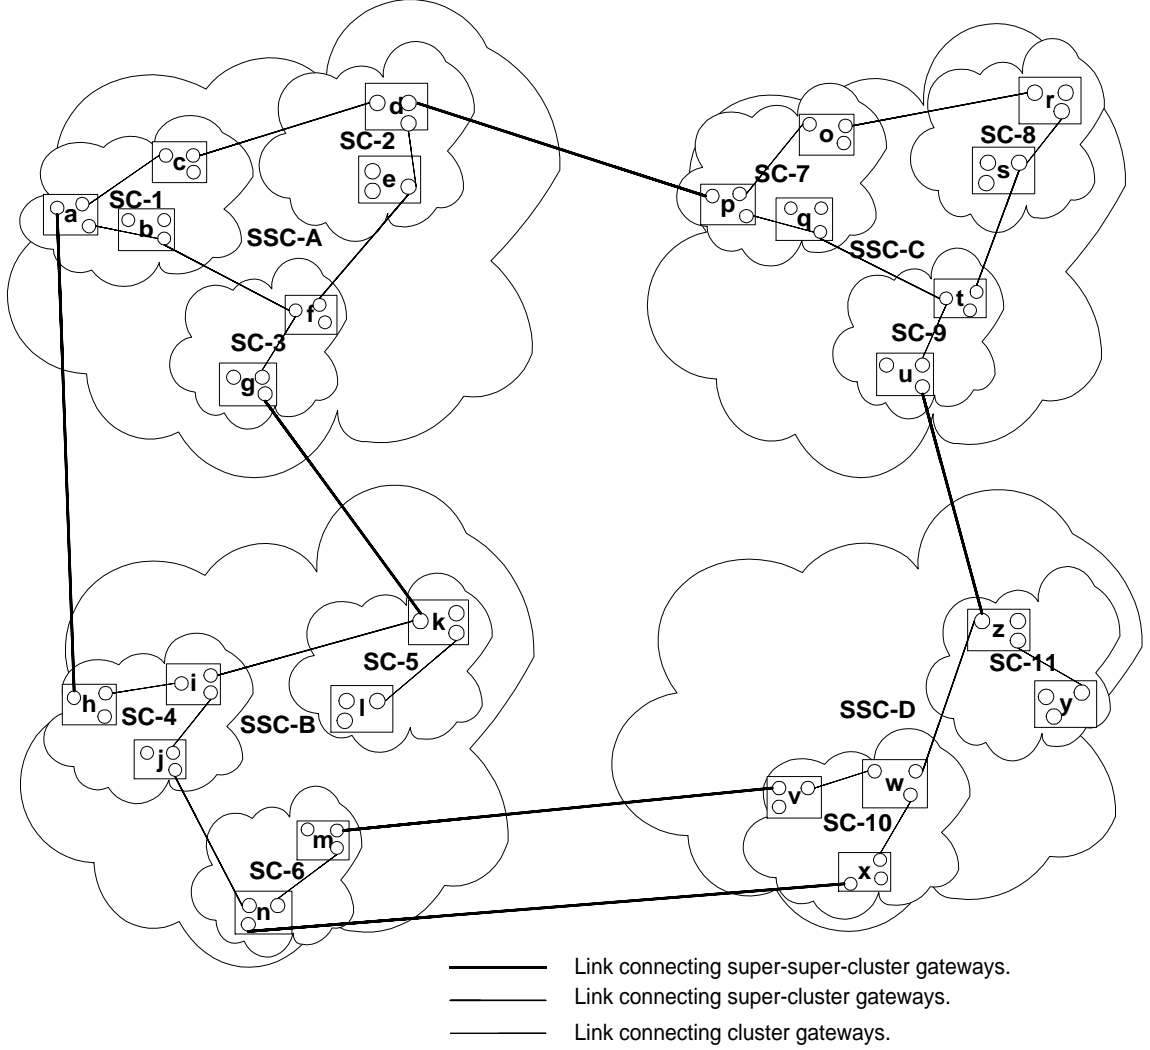 d
SC-2
c
e
a
SC-1
b
SSC-A
f
SC-3
g
r
o
SC-8
SC-7
s
p
q
SSC-C
t
SC-9
u
k
SC-5
i
h
SC-4
SSC-B
l
j
m
SC-6
n
z
SC-11
y
SSC-D
w
v
SC-10
x
Link connecting super-super-cluster gateways.
Link connecting super-cluster gateways.
Link connecting cluster gateways.